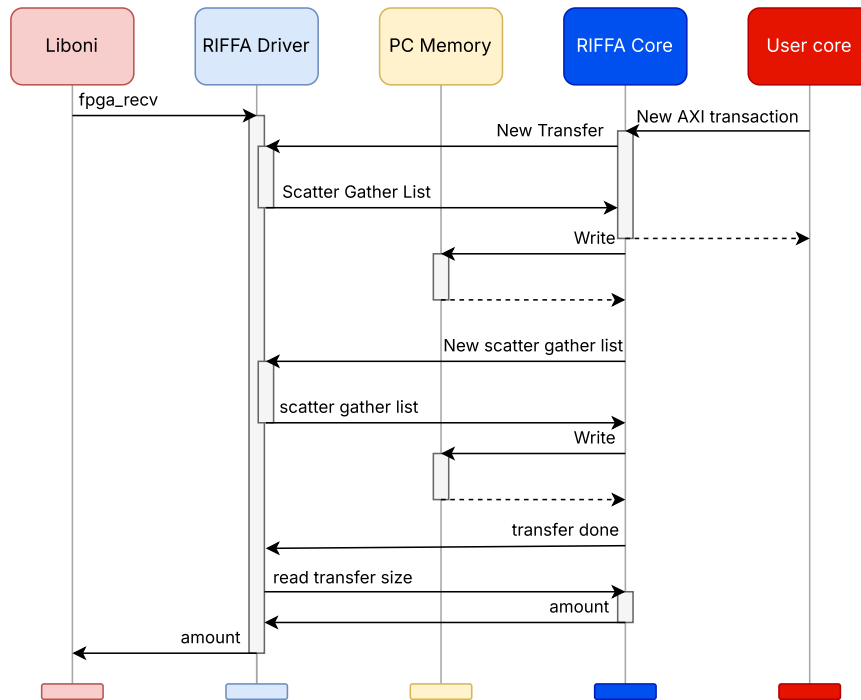 Liboni
RIFFA Driver
PC Memory
RIFFA Core
User core
fpga_recv
New AXI transaction
New Transfer
Scatter Gather List
Write
New scatter gather list
scatter gather list
Write
transfer done
read transfer size
amount
amount